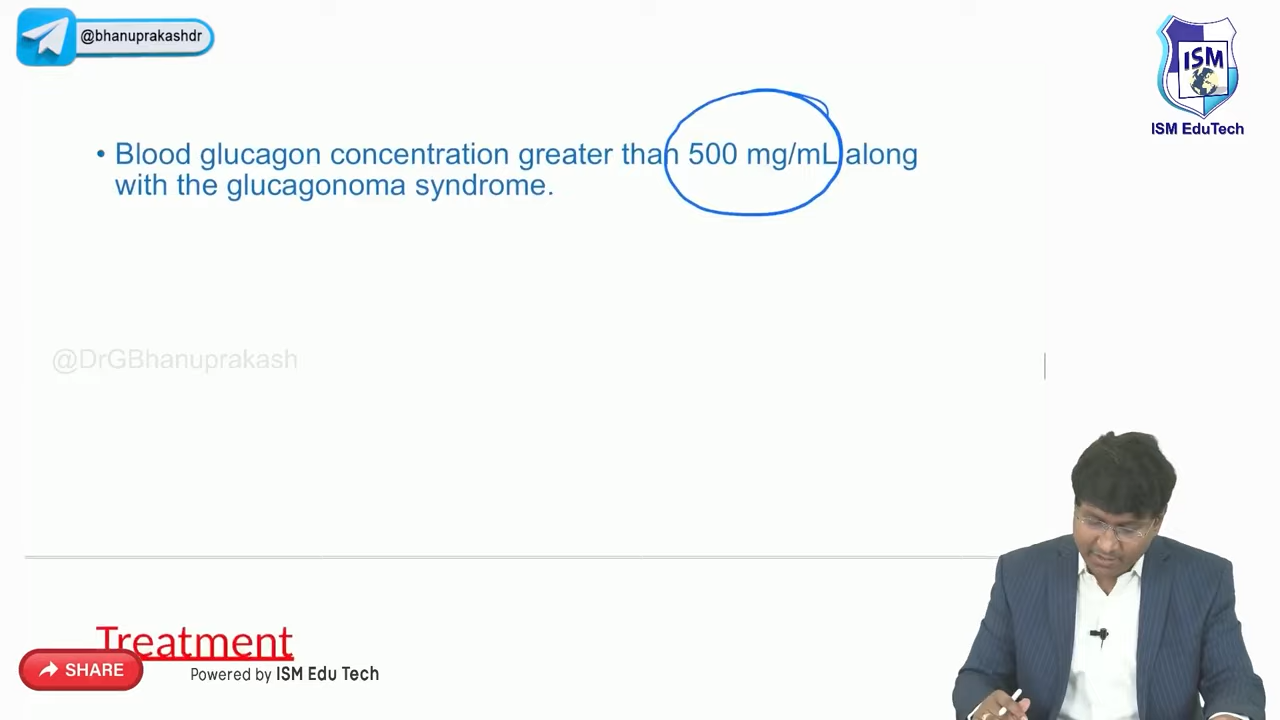 @bhanuprakashdr
ISM
ISM EduTech
• Blood glucagon concentration greater than 500 mg/mL along
with the glucagonoma syndrome.
@DrGBhanuprakash
Treatment
SHARE
Powered by ISM Edu Tech